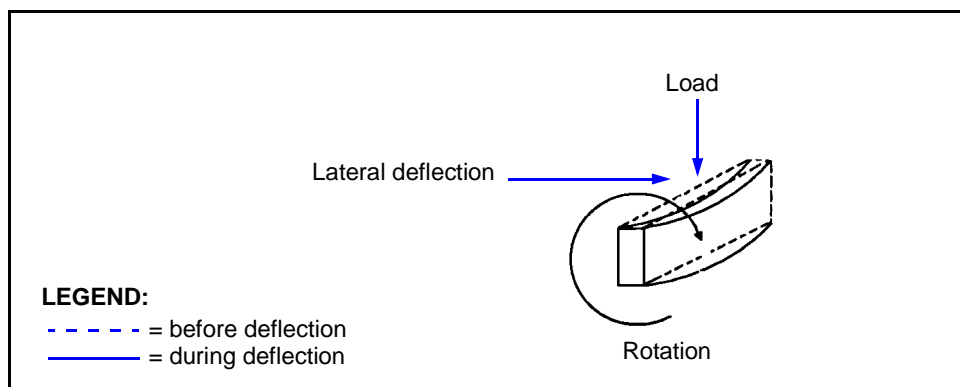 Load
Lateral deflection
LEGEND:
= before deflection
= during deflection
Rotation